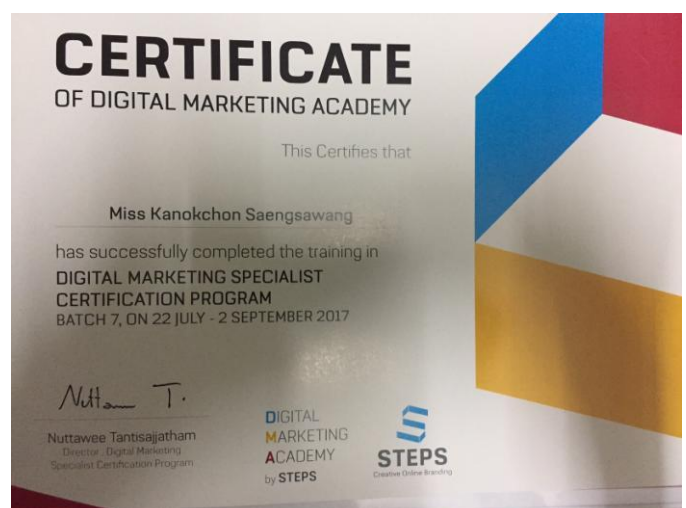 CERTIFICATE
OF DIGITAL MARKETING ACADEMY
This Certifies that
Miss Kanokchon Saengsawang
has successfully completed the training in
DIGITAL MARKETING SPECIALIST
CERTIFICATION PROGRAM
BATCH 7, ON 22 JULY - 2 SEPTEMBER 2017
Nuttawee Tantisajjatham
Director : Digital Marketing
Specialist Certification Program
DIGITAL
MARKETING
ACADEMY
by STEPS
STEPS
Creative Online Branding